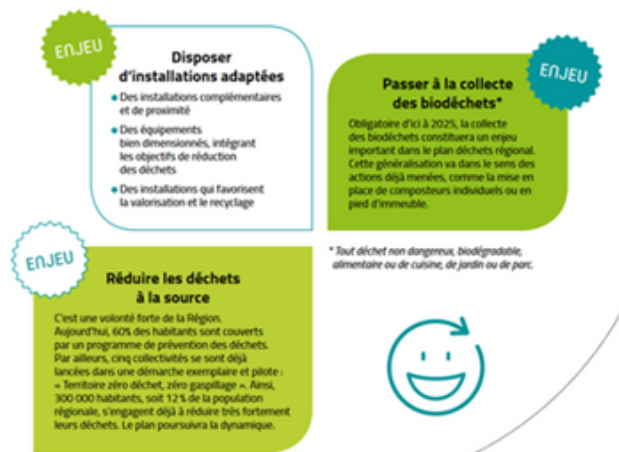 ENJEU
Disposer
d'installations adaptées
Des installations complémentaires
et de proximité
Des équipements
bien dimensionnés, intégrant
les objectifs de réduction
des déchets
Des installations qui favorisent
la valorisation et le recyclage
ENJEU
Passer à la collecte
des biodéchets*
Obligatoire d'ici à 2025, la collecte
des biodéchets constituera un enjeu
important dans le plan déchets régional.
Cette généralisation va dans le sens des
actions déjà menées, comme la mise en
place de composteurs individuels ou en
pied d'immeuble.
* Tout déchet non dangereux, biodégradable,
alimentaire ou de cuisine, de jardin ou de parc.
ENJEU
Réduire les déchets
à la source
C'est une volonté forte de la Région.
Aujourd'hui, 60% des habitants sont couverts
par un programme de prévention des déchets.
Par ailleurs, cinq collectivités se sont déjà
lancées dans une démarche exemplaire et pilote :
« Territoire zéro déchet, zéro gaspillage ». Ainsi,
300 000 habitants, soit 12% de la population
régionale, s'engagent déjà à réduire très fortement
leurs déchets. Le plan poursuivra la dynamique.